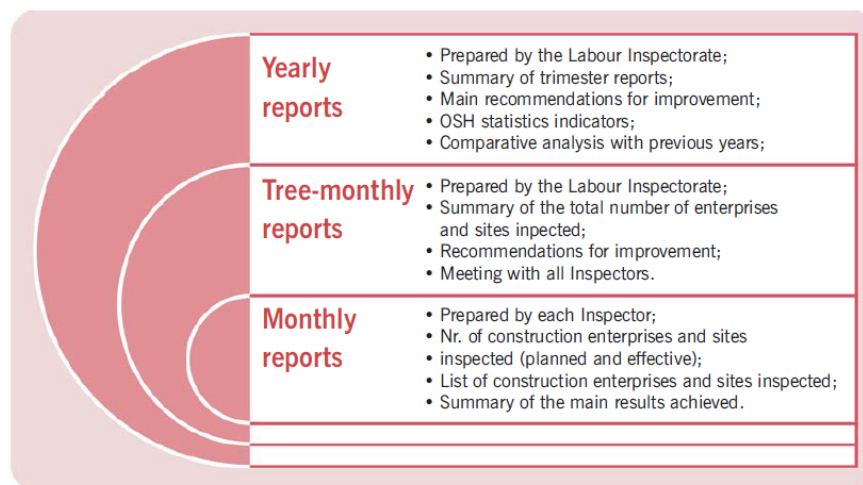 Yearly
reports
• Prepared by the Labour Inspectorate;
• Summary of trimester reports;
• Main recommendations for improvement;
• OSH statistics indicators;
• Comparative analysis with previous years;
Tree-monthly
reports
• Prepared by the Labour Inspectorate;
• Summary of the total number of enterprises
and sites inpected;
• Recommendations for improvement;
• Meeting with all Inspectors.
Monthly
reports
• Prepared by each Inspector;
• Nr. of construction enterprises and sites
• inspected (planned and effective);
• List of construction enterprises and sites inspected;
• Summary of the main results achieved.